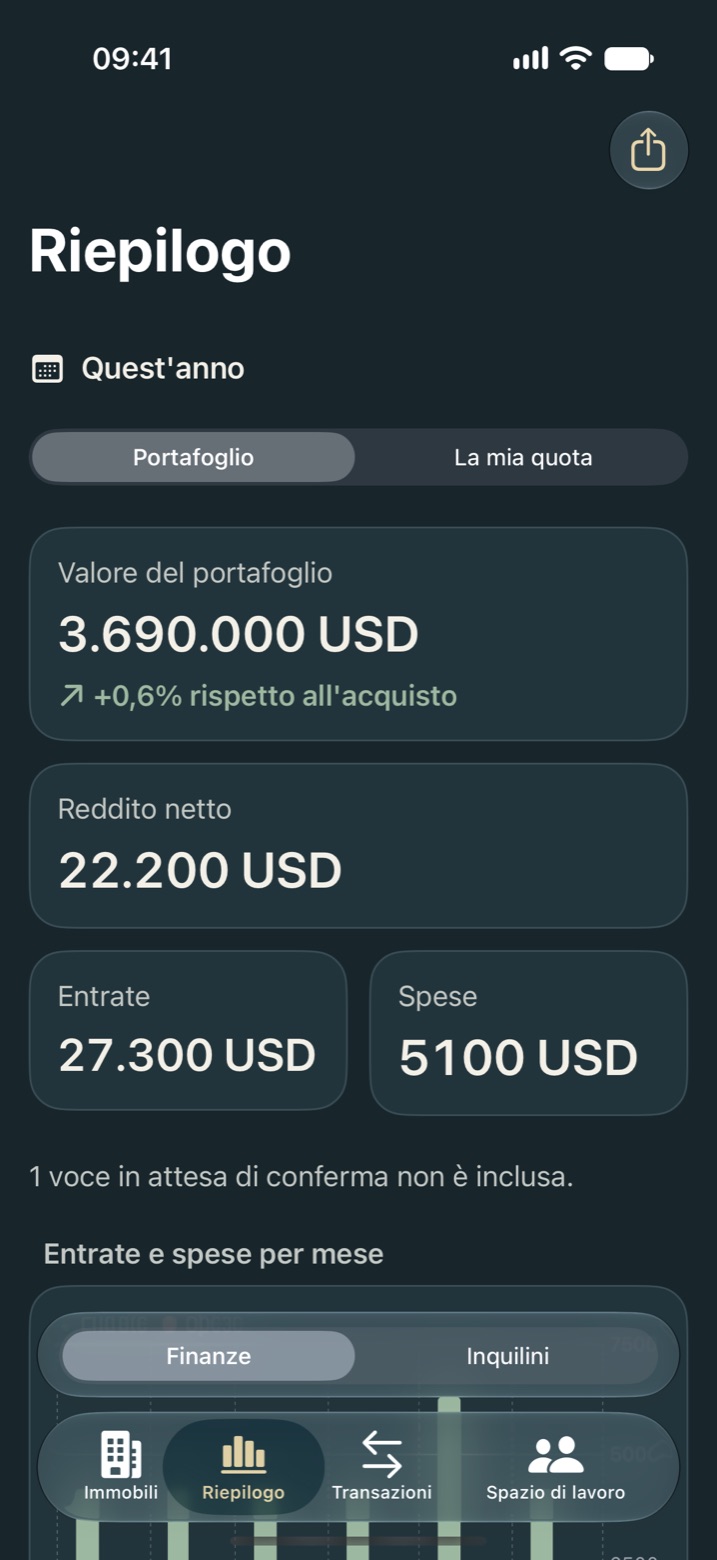 09:41
Riepilogo
Quest'anno
Portafoglio
La mia quota
Valore del portafoglio
3.690.000 USD
+0,6% rispetto all'acquisto
Reddito netto
22.200 USD
Entrate
27.300 USD
Spese
5100 USD
1 voce in attesa di conferma non è inclusa.
Entrate e spese per mese
Finanze
Inquilini
Immobili
Riepilogo
Transazioni
Spazio di lavoro